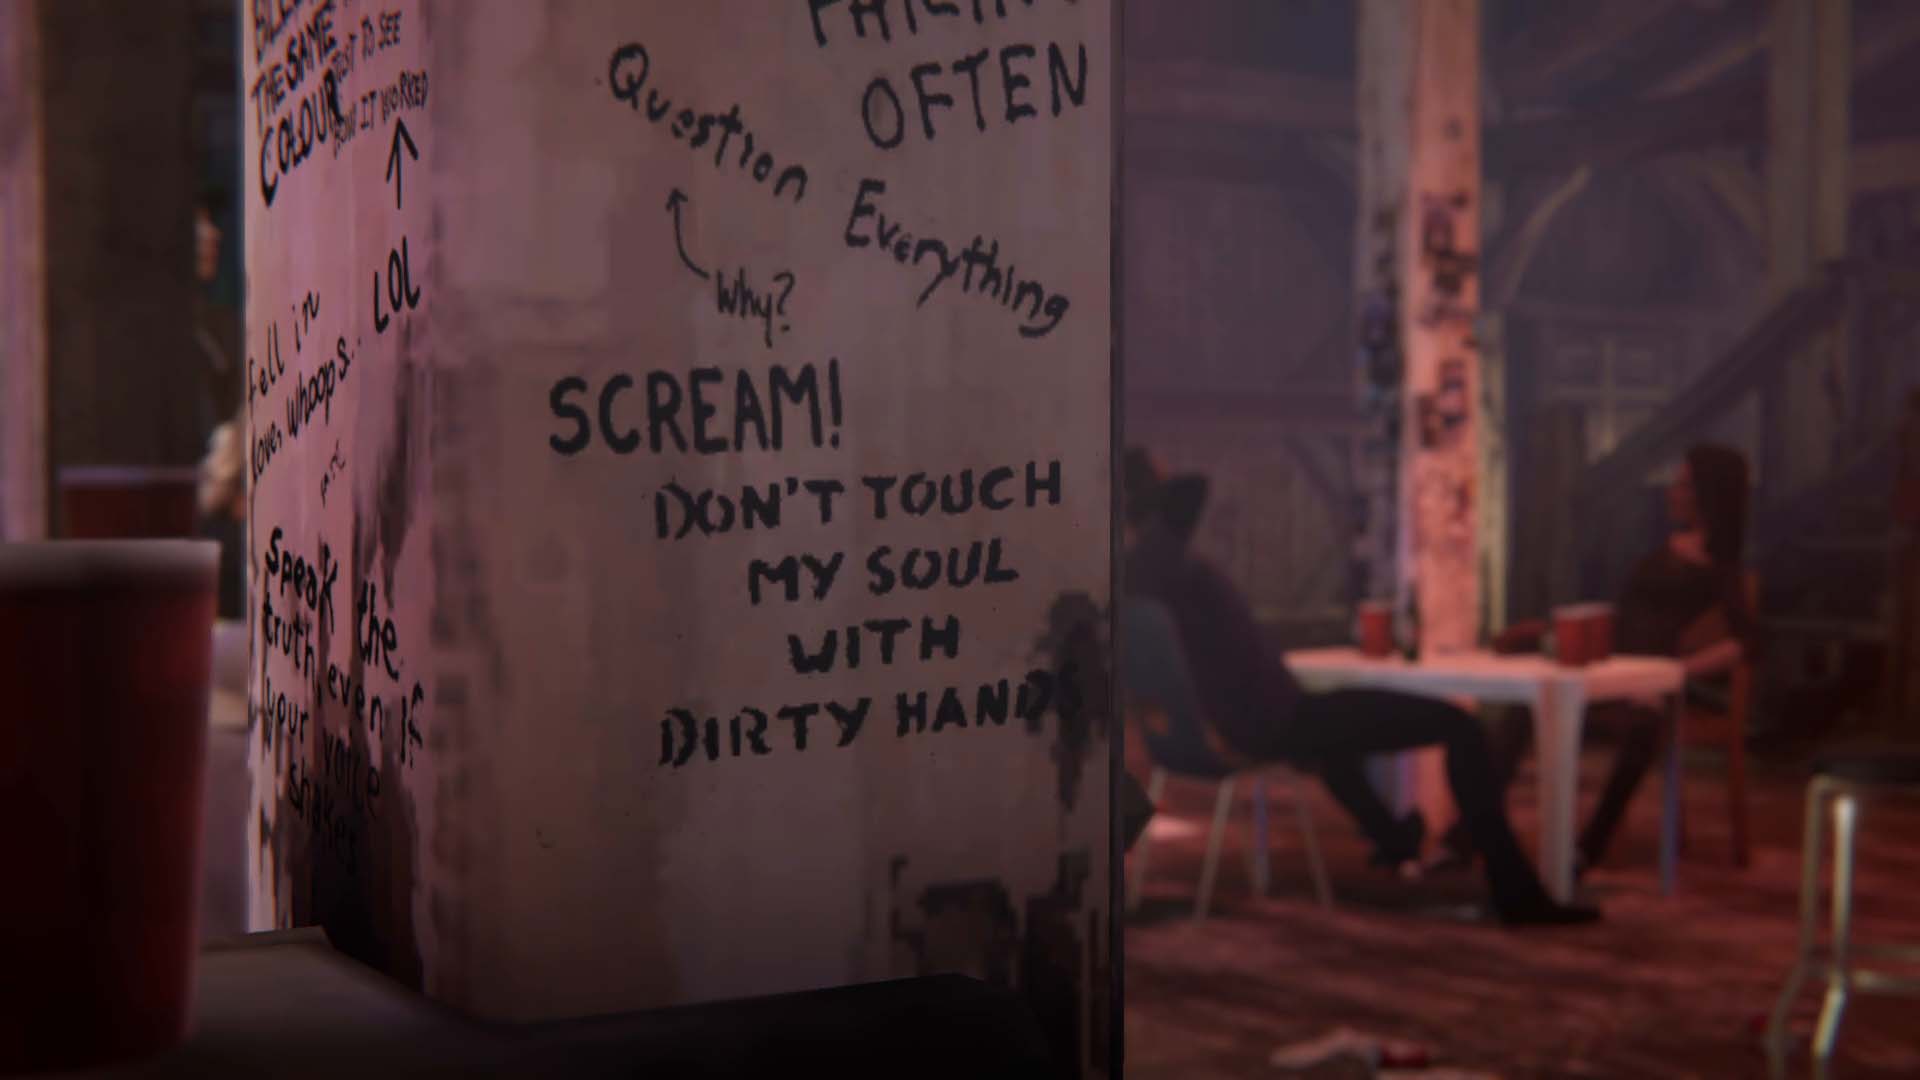 THE SAME
COLOUR
JUST TO SEE
IT WORKED
LOL
fell in
love, whoops..
Speak the
truth, even if
your voice
shakes
OFTEN
Question
Everything
Why?
SCREAM!
DON'T TOUCH
MY SOUL
WITH
DIRTY HANDS